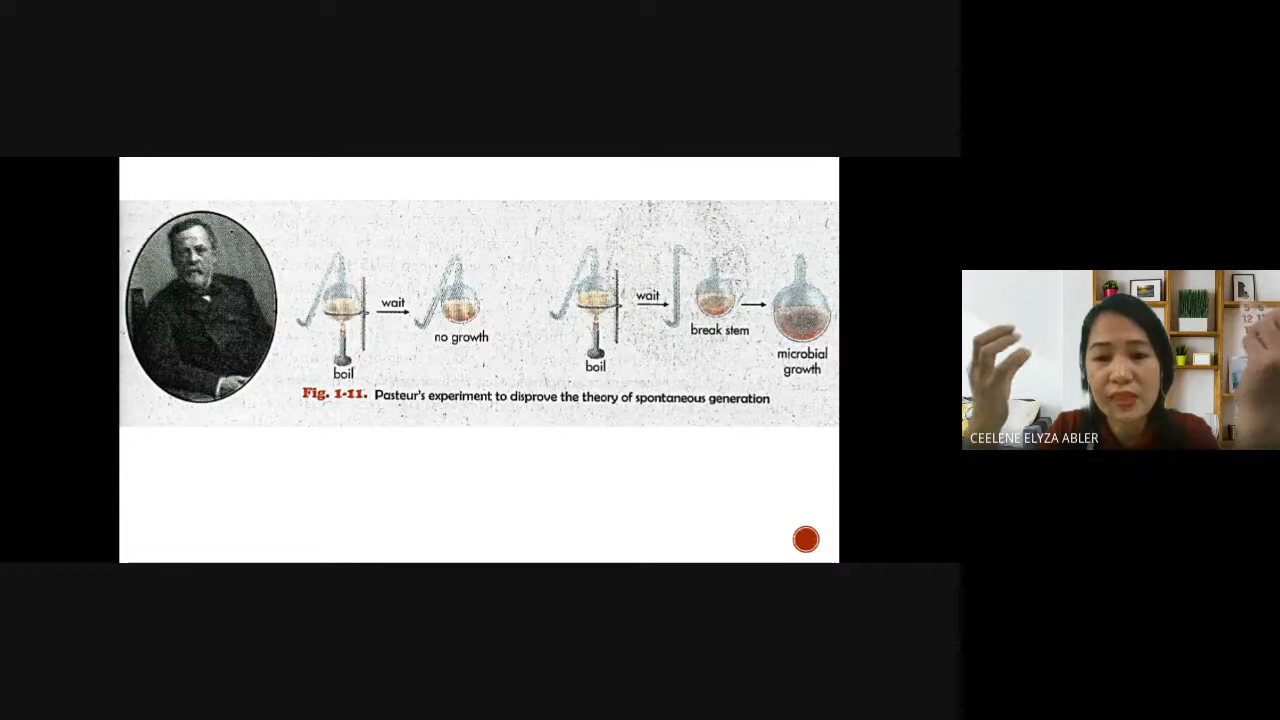 wait
no growth
boil
wait
break stem
microbial
growth
boil
Fig. 1-11. Pasteur's experiment to disprove the theory of spontaneous generation
CEELENE ELYZA ABLER